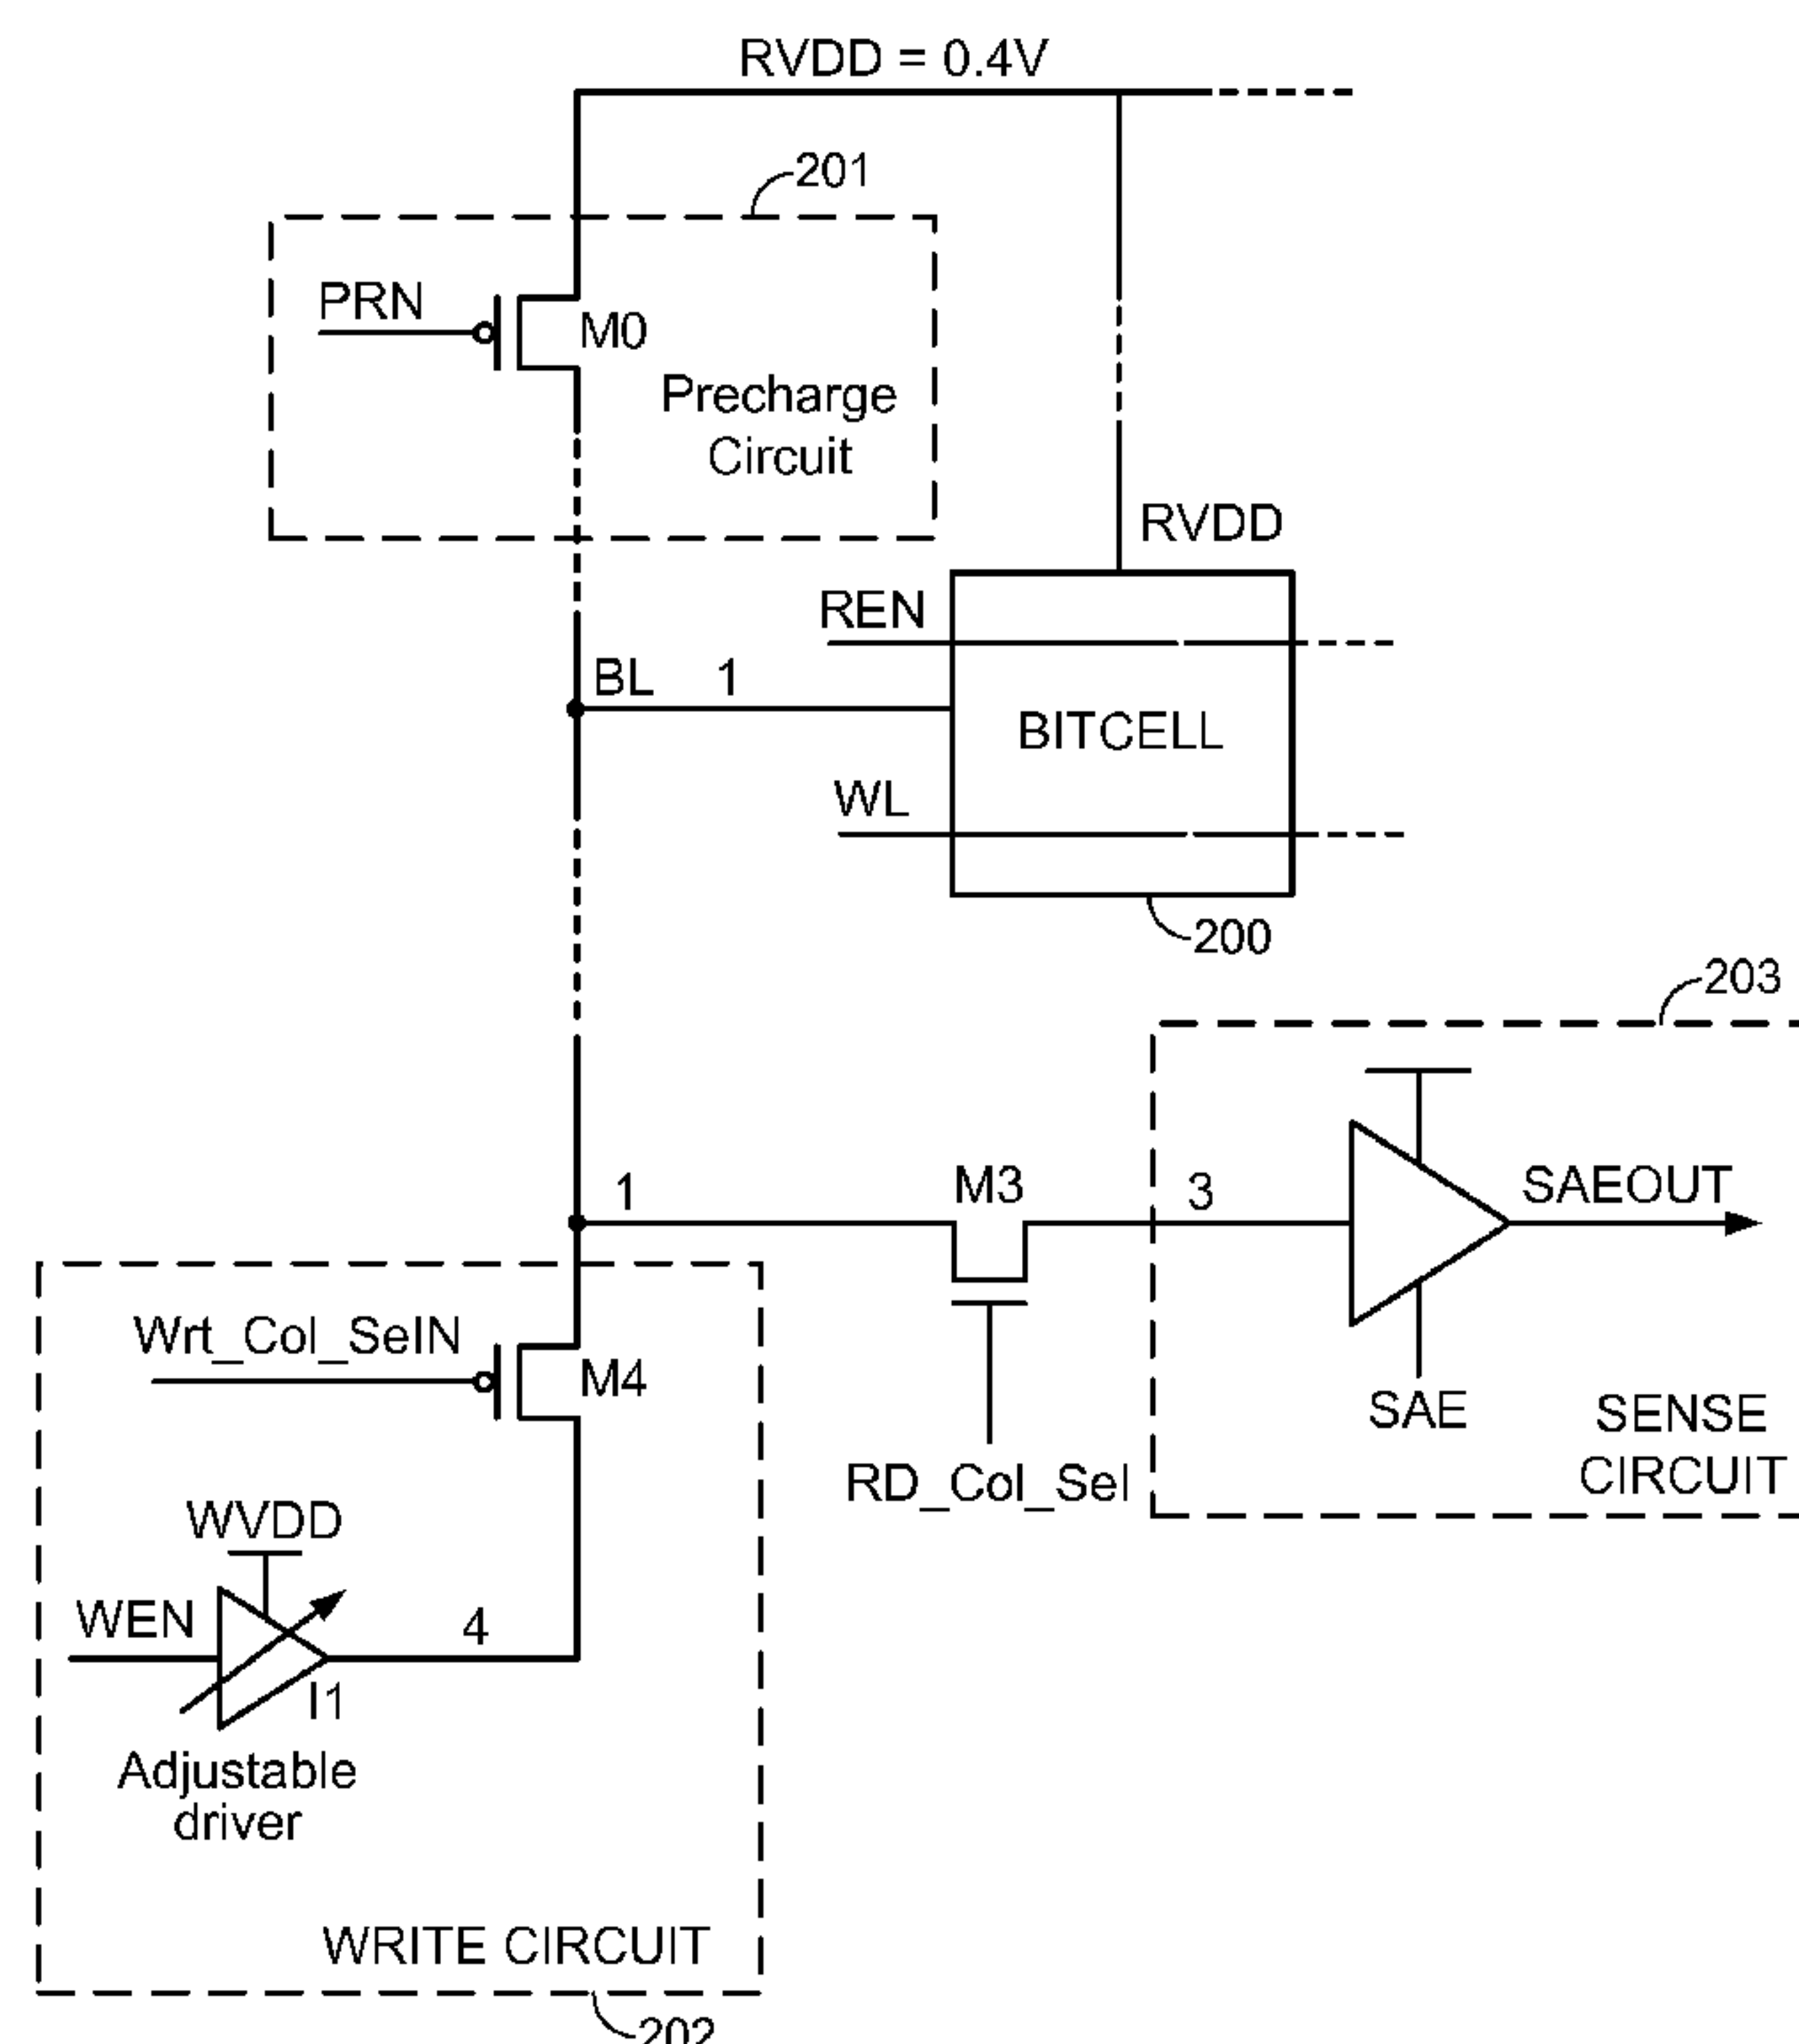 RVDD = 0.4V
201
PRN
M0
Precharge
Circuit
RVDD
REN
BL 1
BITCELL
WL
200
203
1
M3
3
SAEOUT
Wrt_Col_SelN
M4
SAE
SENSE
CIRCUIT
RD_Col_Sel
WVDD
WEN
4
I1
Adjustable
driver
WRITE CIRCUIT
202